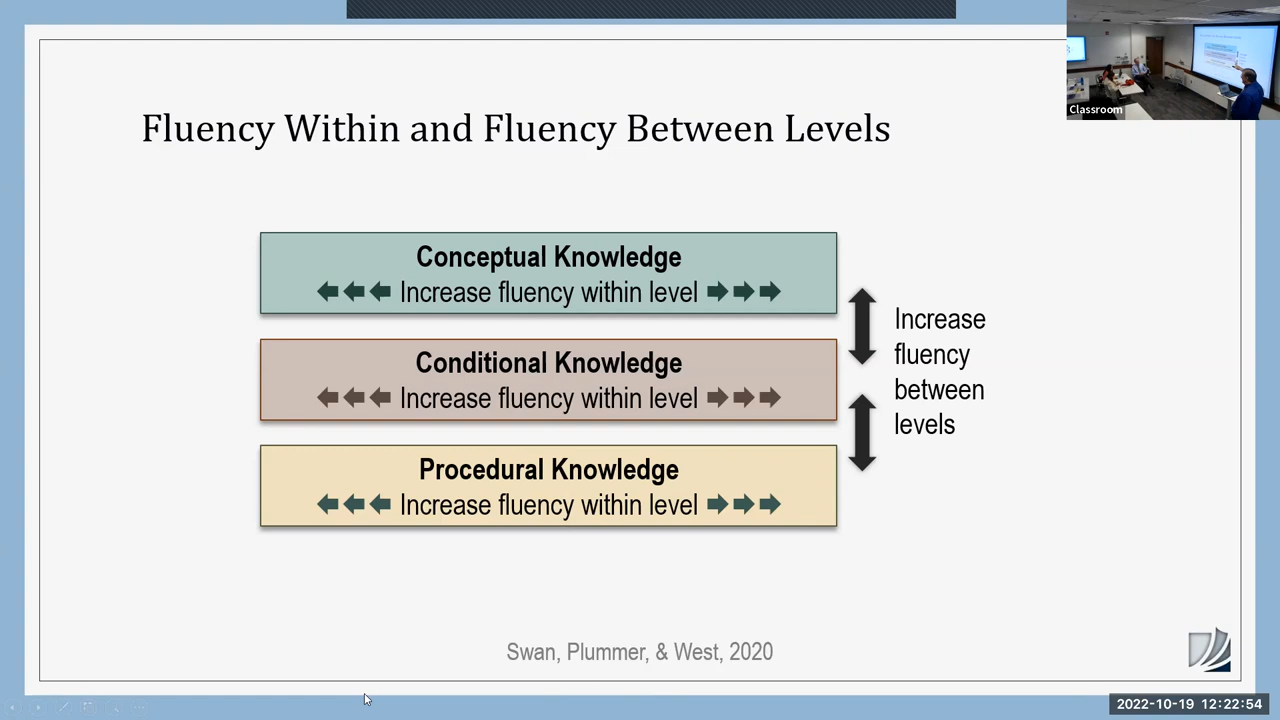 Classroom
Fluency Within and Fluency Between Levels
Conceptual Knowledge
Increase fluency within level
Conditional Knowledge
Increase fluency within level
Procedural Knowledge
Increase fluency within level
Increase
fluency
between
levels
Swan, Plummer, & West, 2020
2022-10-19 12:22:54